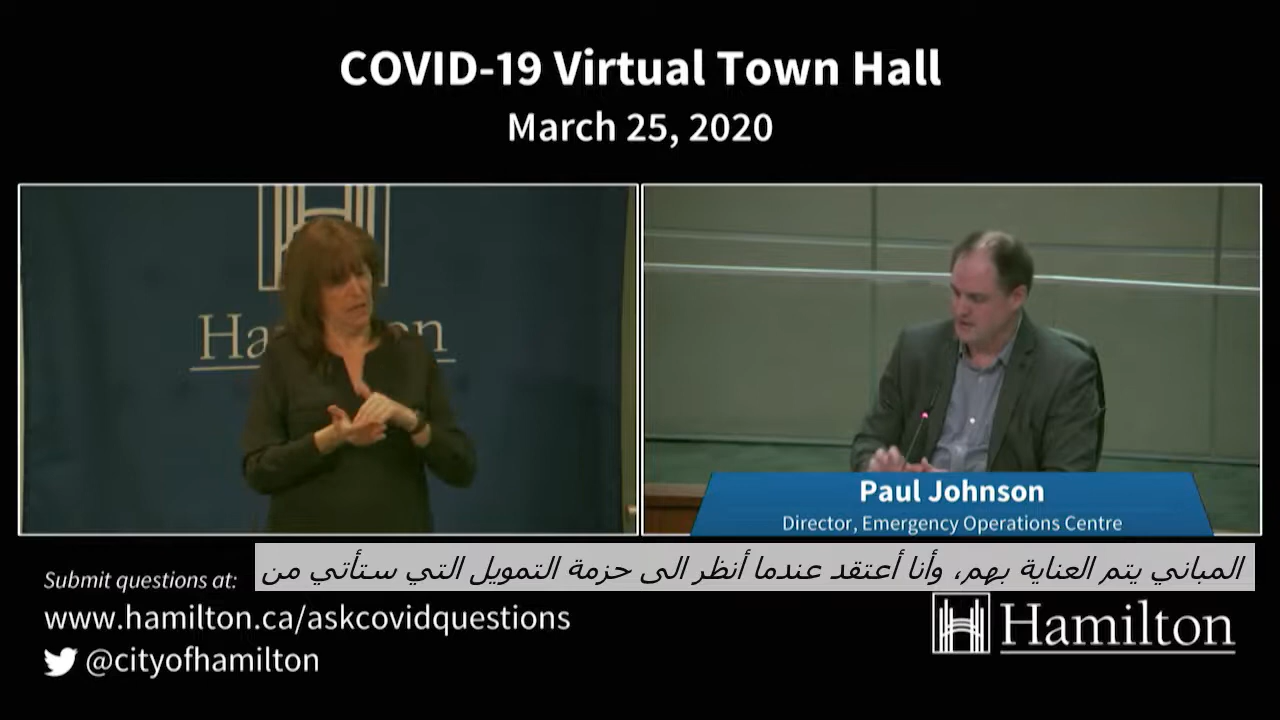 COVID-19 Virtual Town Hall
March 25, 2020
Hamilton
Paul Johnson
Director, Emergency Operations Centre
المباني يتم العناية بهم، وأنا أعتقد عندما أنظر الى حزمة التمويل التي ستأتي من
Submit questions at:
www.hamilton.ca/askcovidquestions
@cityofhamilton
Hamilton